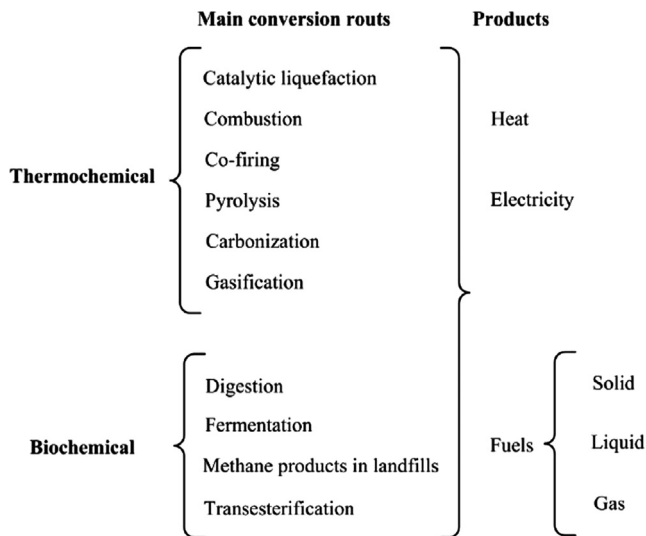 Main conversion routs
Products
Thermochemical
Catalytic liquefaction
Combustion
Co-firing
Pyrolysis
Carbonization
Gasification
Heat
Electricity
Biochemical
Digestion
Fermentation
Methane products in landfills
Transesterification
Fuels
Solid
Liquid
Gas